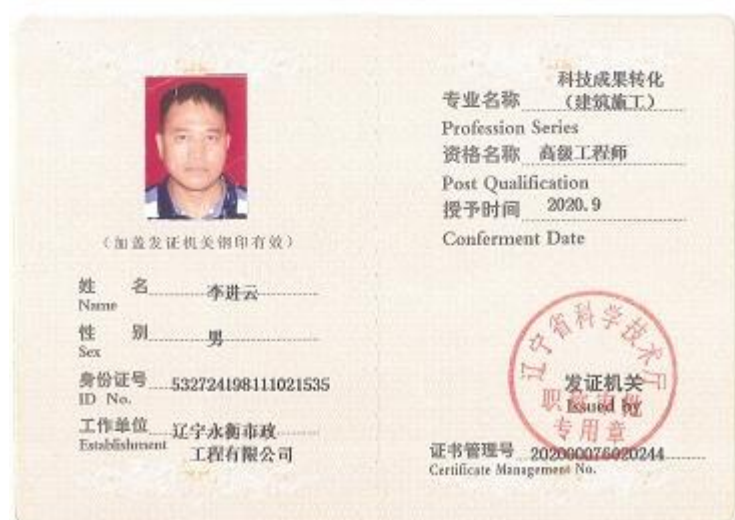 (加盖发证机关钢印有效)
姓 名 李进云
Name
性 别 男
Sex
身份证号 532724198111021535
ID No.
工作单位 辽宁永衡市政
Establishment 工程有限公司
科技成果转化
专业名称 (建筑施工)
Profession Series
资格名称 高级工程师
Post Qualification
授予时间 2020.9
Conferment Date
辽宁省科学技术厅
发证机关
职称审批
Issued by
专用章
证书管理号 202000076020244
Certificate Management No.